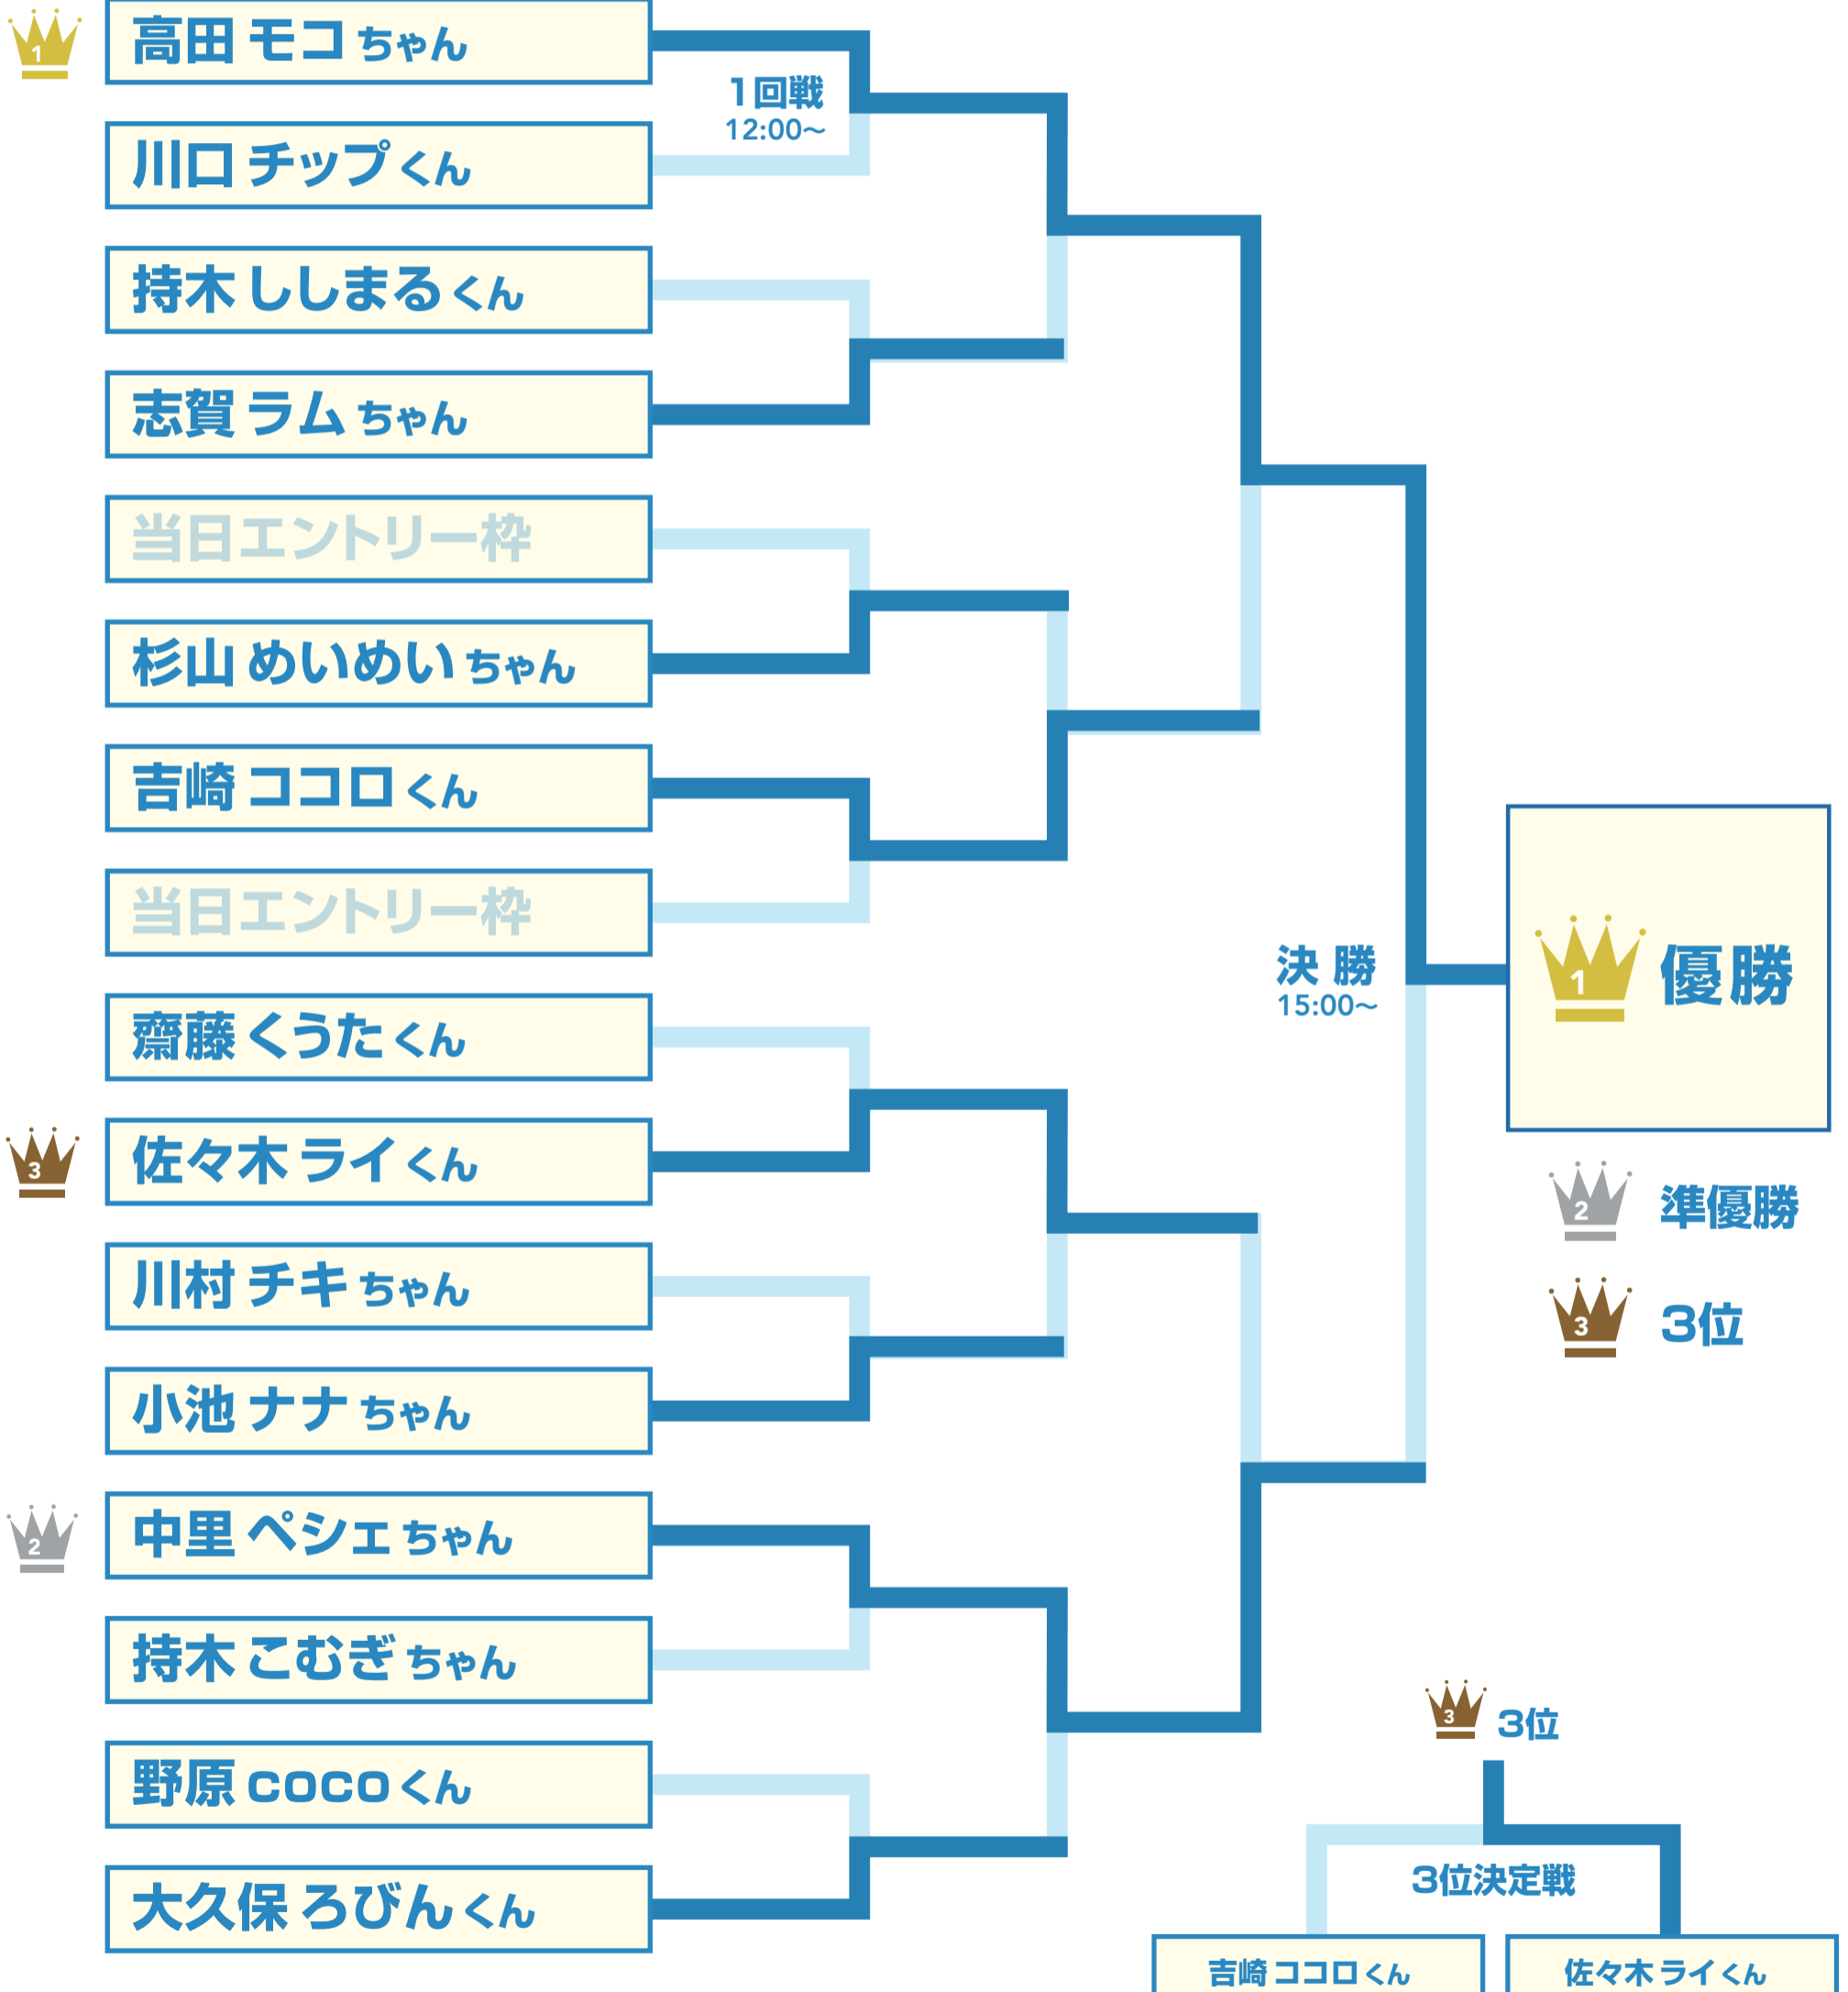 1
高田 モコ ちゃん
1回戦
12:00〜
川口 チップ くん
持木 ししまる くん
志賀 ラム ちゃん
当日エントリー枠
杉山 めいめい ちゃん
吉崎 ココロ くん
当日エントリー枠
決 勝
15:00〜
1 優勝
齋藤 くうた くん
3
佐々木 ライ くん
2 準優勝
川村 チキ ちゃん
3 3位
小池 ナナ ちゃん
2
中里 ペシェ ちゃん
持木 こむぎ ちゃん
3 3位
野原 coco くん
3位決定戦
大久保 るびん くん
吉崎 ココロ くん
佐々木 ライ くん